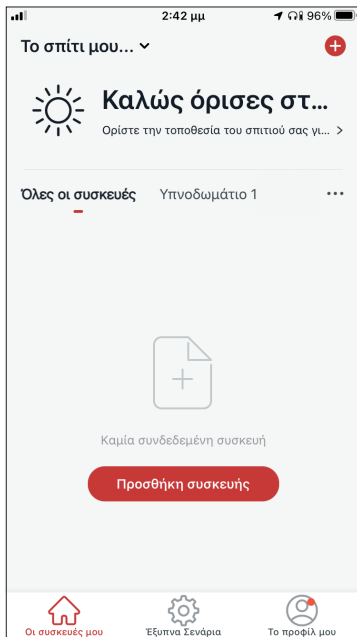 2:42 μμ
96%
Το σπίτι μου...
Καλώς όρισες στ...
Ορίστε την τοποθεσία του σπιτιού σας γι... >
Όλες οι συσκευές Υπνοδωμάτιο 1 ...
Καμία συνδεδεμένη συσκευή
Προσθήκη συσκευής
Οι συσκευές μου Έξυπνα Σενάρια Το προφίλ μου